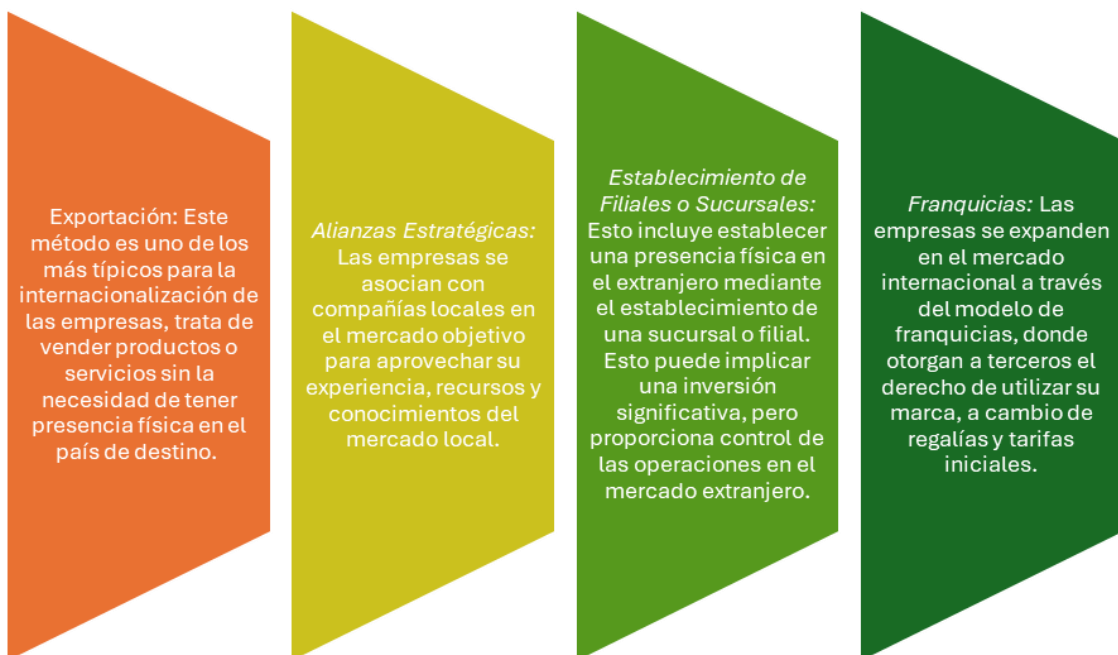 Exportación: Este
método es uno de los
más típicos para la
internacionalización de
las empresas, trata de
vender productos o
servicios sin la
necesidad de tener
presencia física en el
país de destino.
Alianzas Estratégicas:
Las empresas se
asocian con
compañías locales en
el mercado objetivo
para aprovechar su
experiencia, recursos y
conocimientos del
mercado local.
Establecimiento de
Filiales o Sucursales:
Esto incluye establecer
una presencia física en
el extranjero mediante
el establecimiento de
una sucursal o filial.
Esto puede implicar
una inversión
significativa, pero
proporciona control de
las operaciones en el
mercado extranjero.
Franquicias: Las
empresas se expanden
en el mercado
internacional a través
del modelo de
franquicias, donde
otorgan a terceros el
derecho de utilizar su
marca, a cambio de
regalías y tarifas
iniciales.